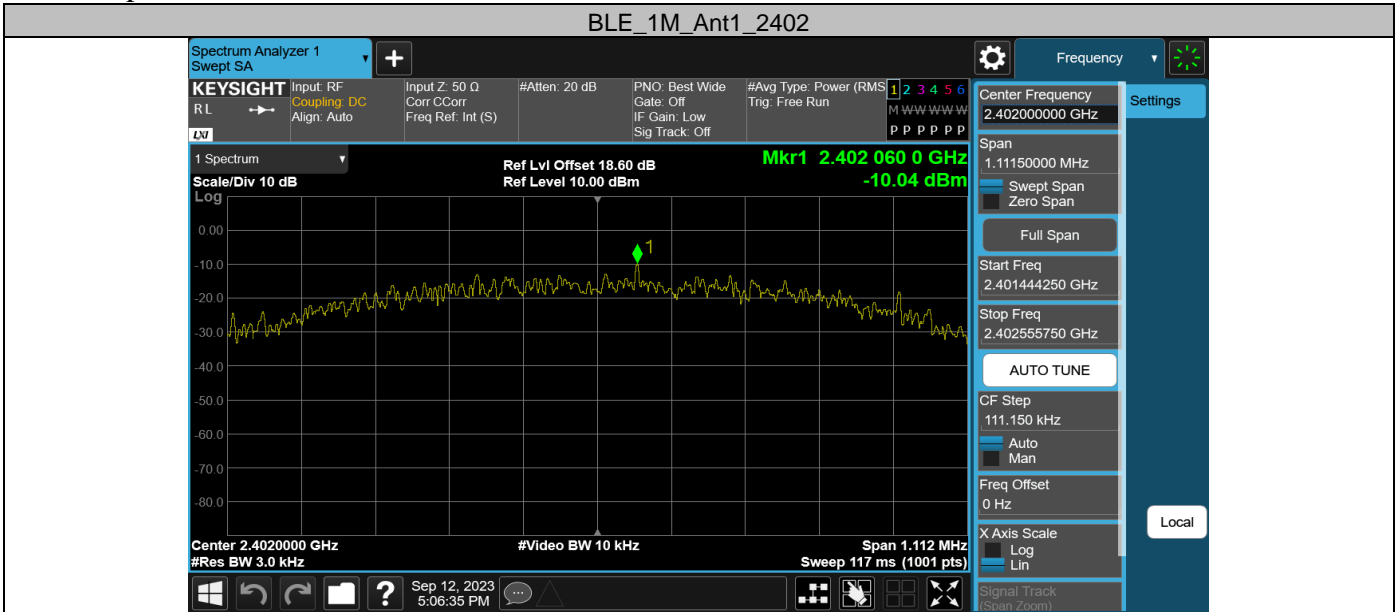 BLE_1M_Ant1_2402
Spectrum Analyzer 1
Swept SA
Frequency
KEYSIGHT
RL
LXI
Input: RF
Coupling: DC
Align: Auto
Input Z: 50 Ω
Corr CCorr
Freq Ref: Int (S)
#Atten: 20 dB
PNO: Best Wide
Gate: Off
IF Gain: Low
Sig Track: Off
#Avg Type: Power (RMS
Trig: Free Run
1 2 3 4 5 6
M W W W W W
P P P P P P
1 Spectrum
Scale/Div 10 dB
Log
Ref Lvl Offset 18.60 dB
Ref Level 10.00 dBm
Mkr1 2.402 060 0 GHz
-10.04 dBm
1
0.00
-10.0
-20.0
-30.0
-40.0
-50.0
-60.0
-70.0
-80.0
Center 2.4020000 GHz
#Res BW 3.0 kHz
#Video BW 10 kHz
Span 1.112 MHz
Sweep 117 ms (1001 pts)
?
Sep 12, 2023
5:06:35 PM
Center Frequency
2.402000000 GHz
Span
1.11150000 MHz
Swept Span
Zero Span
Full Span
Start Freq
2.401444250 GHz
Stop Freq
2.402555750 GHz
AUTO TUNE
CF Step
111.150 kHz
Auto
Man
Freq Offset
0 Hz
X Axis Scale
Log
Lin
Signal Track
(Span Zoom)
Settings
Local